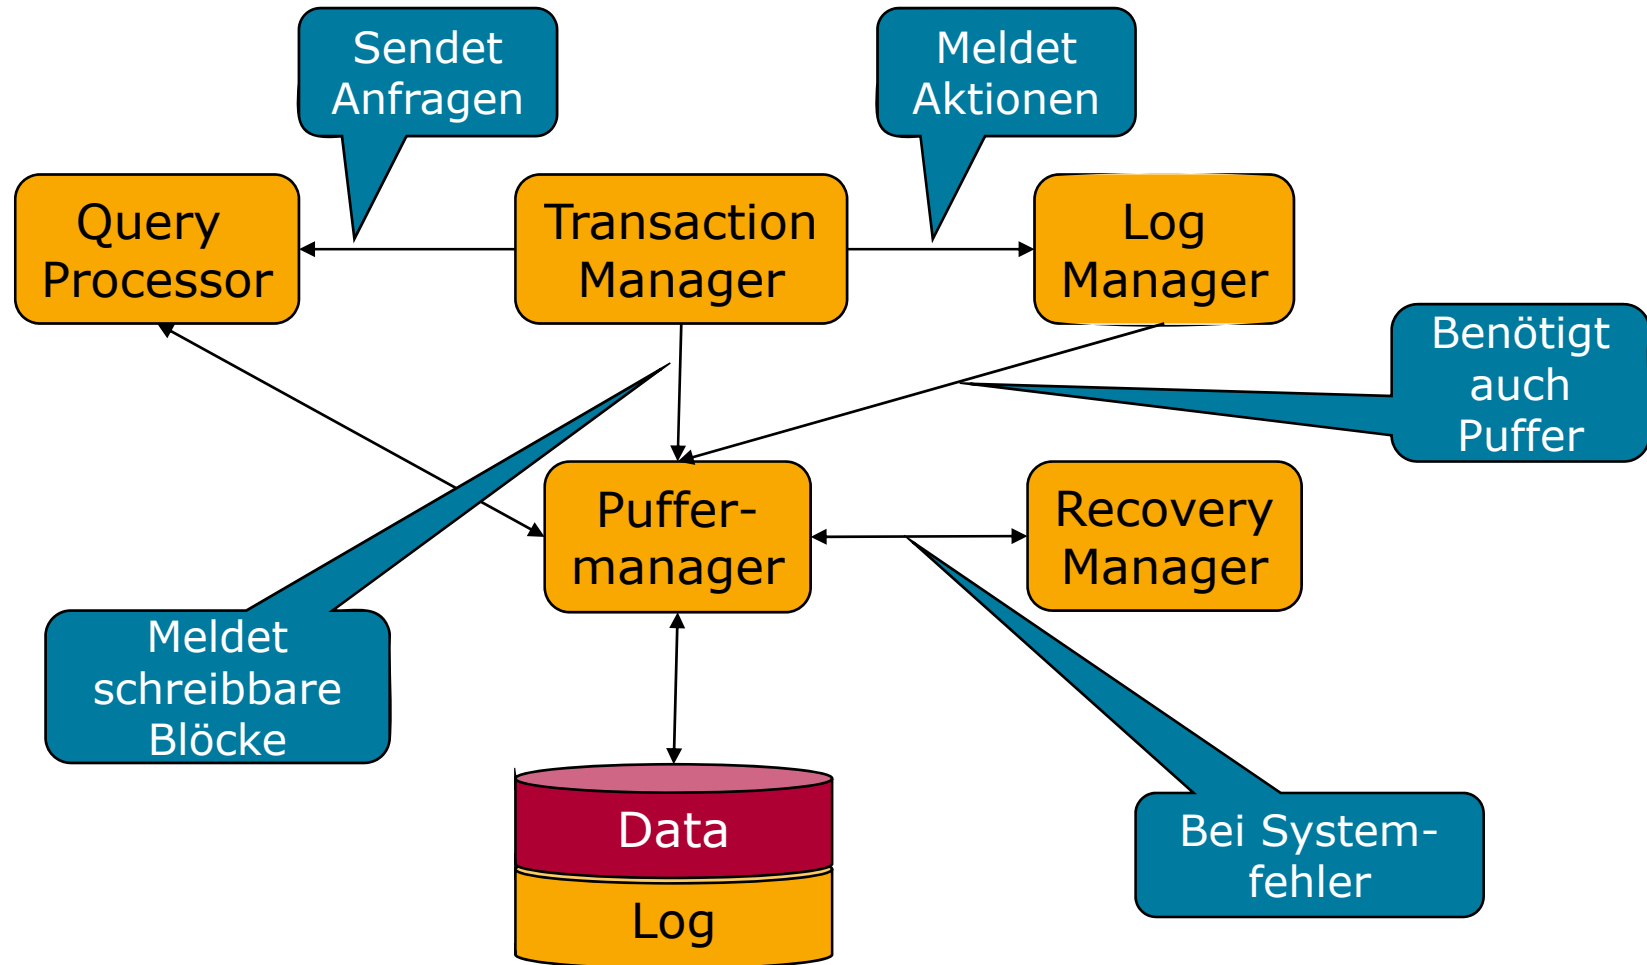 Sendet
Anfragen
Meldet
Aktionen
Query
Processor
Transaction
Manager
Log
Manager
Benötigt
auch
Puffer
Puffer-
manager
Recovery
Manager
Meldet
schreibbare
Blöcke
Data
Log
Bei System-
fehler